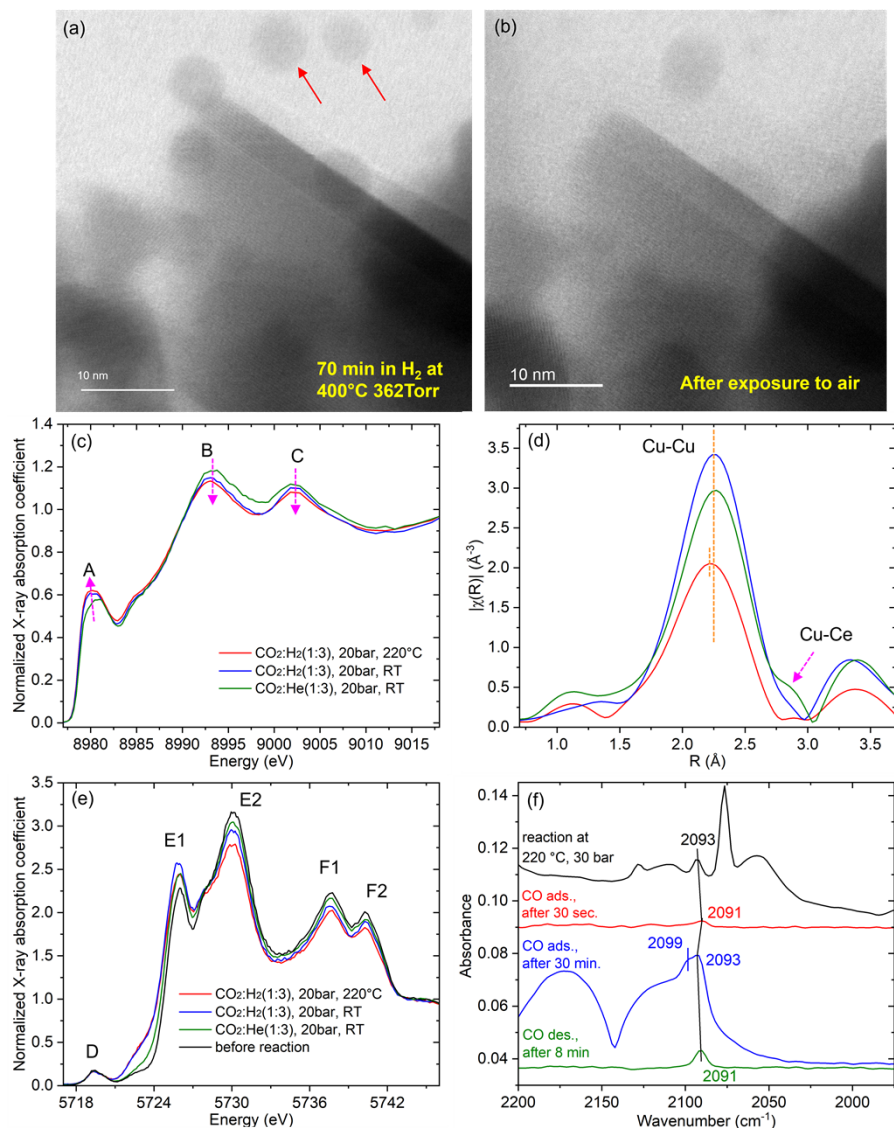 (a)
10 nm
70 min in H₂ at
400°C 362Torr
(b)
10 nm
After exposure to air
(c)
Normalized X-ray absorption coefficient
1.4
1.2
1.0
0.8
0.6
0.4
0.2
0.0
A
B
C
CO₂:H₂(1:3), 20bar, 220°C
CO₂:H₂(1:3), 20bar, RT
CO₂:He(1:3), 20bar, RT
8980 8985 8990 8995 9000 9005 9010 9015
Energy (eV)
(d)
|χ(R)| (Å⁻³)
3.5
3.0
2.5
2.0
1.5
1.0
0.5
0.0
Cu-Cu
Cu-Ce
1.0 1.5 2.0 2.5 3.0 3.5
R (Å)
(e)
Normalized X-ray absorption coefficient
3.5
3.0
2.5
2.0
1.5
1.0
0.5
0.0
D
E1
E2
F1
F2
CO₂:H₂(1:3), 20bar, 220°C
CO₂:H₂(1:3), 20bar, RT
CO₂:He(1:3), 20bar, RT
before reaction
5718 5724 5730 5736 5742
Energy (eV)
(f)
Absorbance
0.14
0.12
0.10
0.08
0.06
0.04
reaction at
220 °C, 30 bar
2093
CO ads.,
after 30 sec.
2091
CO ads.,
after 30 min.
2099
2093
CO des.,
after 8 min
2091
2200 2150 2100 2050 2000
Wavenumber (cm⁻¹)